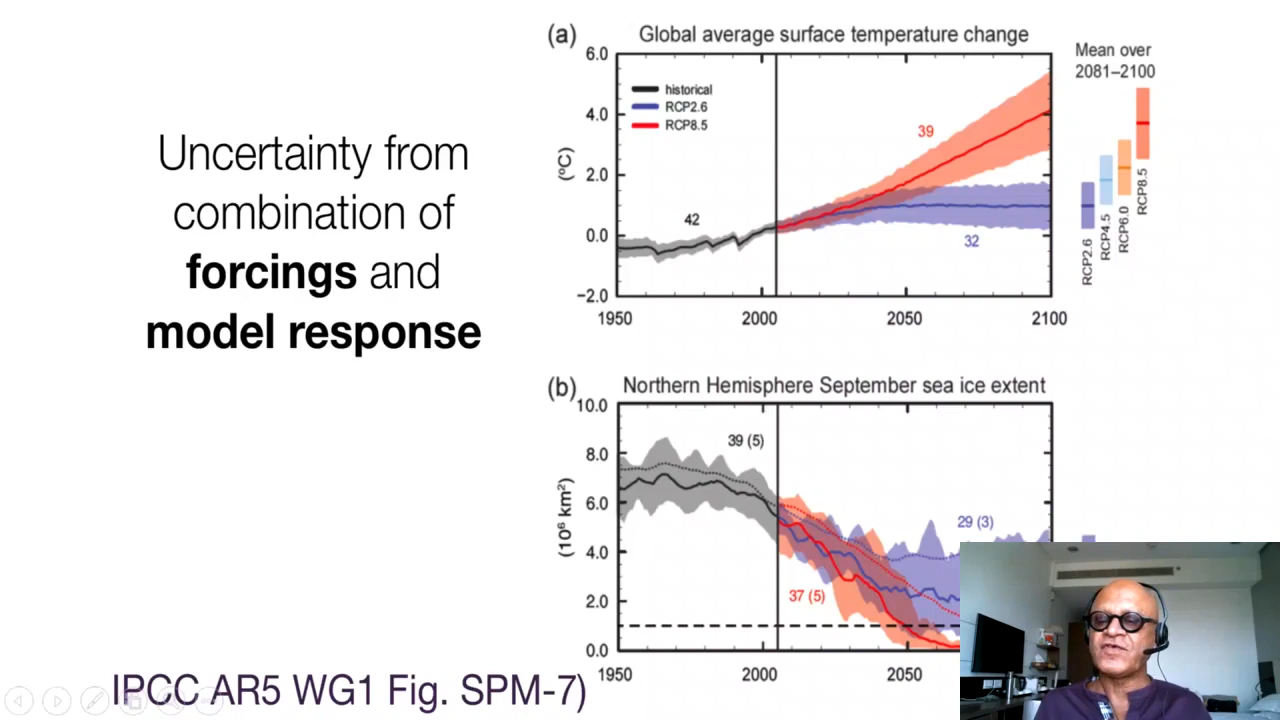 Uncertainty from
combination of
forcings and
model response
IPCC AR5 WG1 Fig. SPM-7)
(a)
Global average surface temperature change
Mean over
2081–2100
6.0
4.0
2.0
0.0
−2.0
(ºC)
historical
RCP2.6
RCP8.5
42
39
32
1950
2000
2050
2100
RCP2.6
RCP4.5
RCP6.0
RCP8.5
(b)
Northern Hemisphere September sea ice extent
10.0
8.0
6.0
4.0
2.0
0.0
(10⁶ km²)
39 (5)
29 (3)
37 (5)
1950
2000
2050